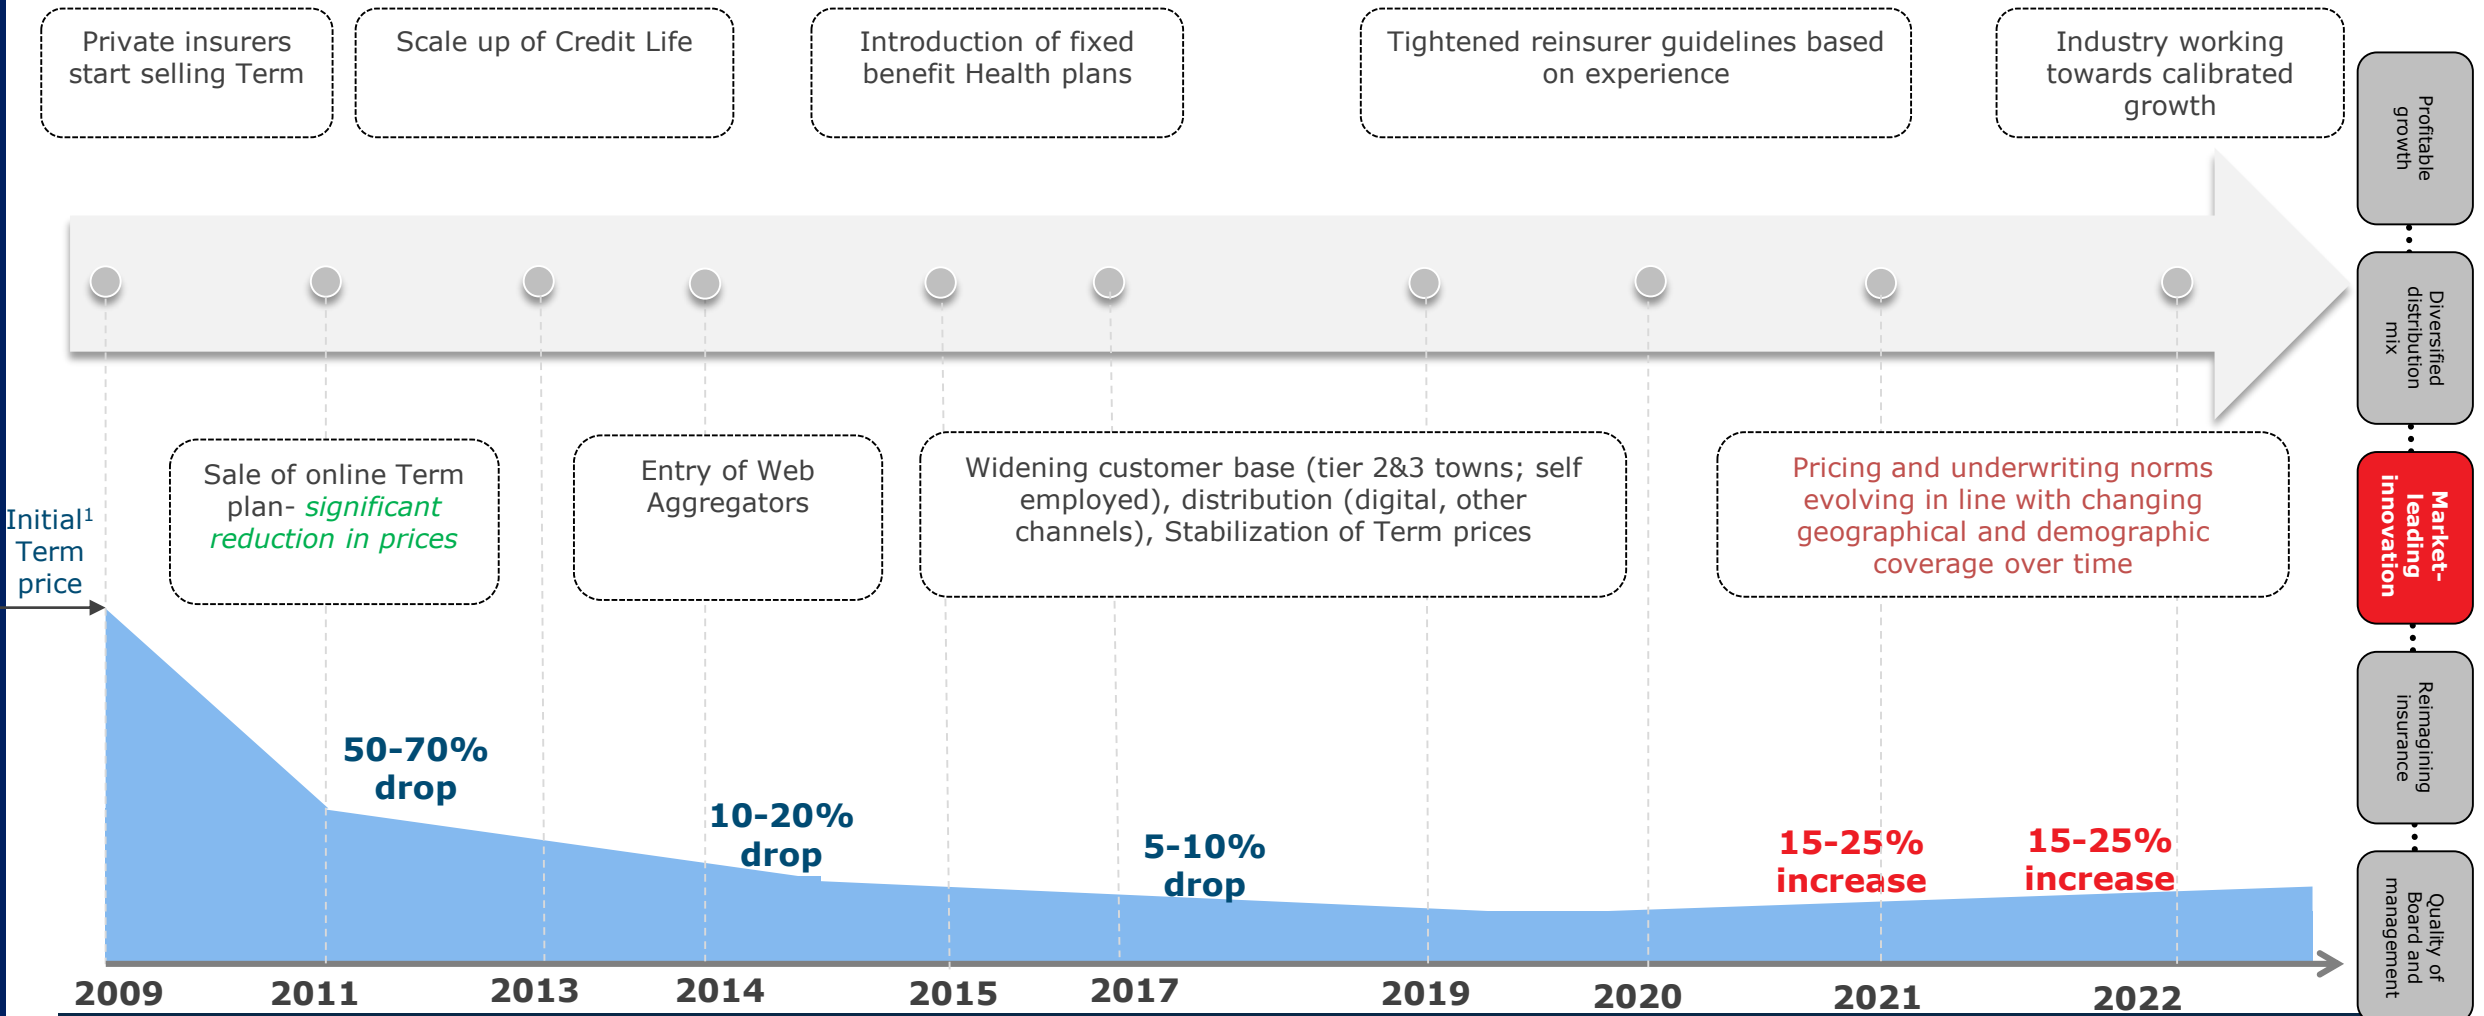 Private insurers
start selling Term
Scale up of Credit Life
Introduction of fixed
benefit Health plans
Tightened reinsurer guidelines based
on experience
Industry working
towards calibrated
growth
Sale of online Term
plan- significant
reduction in prices
Entry of Web
Aggregators
Widening customer base (tier 2&3 towns; self
employed), distribution (digital, other
channels), Stabilization of Term prices
Pricing and underwriting norms
evolving in line with changing
geographical and demographic
coverage over time
Initial1
Term
price
50-70%
drop
10-20%
drop
5-10%
drop
15-25%
increase
15-25%
increase
2009
2011
2013
2014
2015
2017
2019
2020
2021
2022
Profitable
growth
Diversified
distribution
mix
Market-
leading
innovation
Reimagining
insurance
Quality of
Board and
management